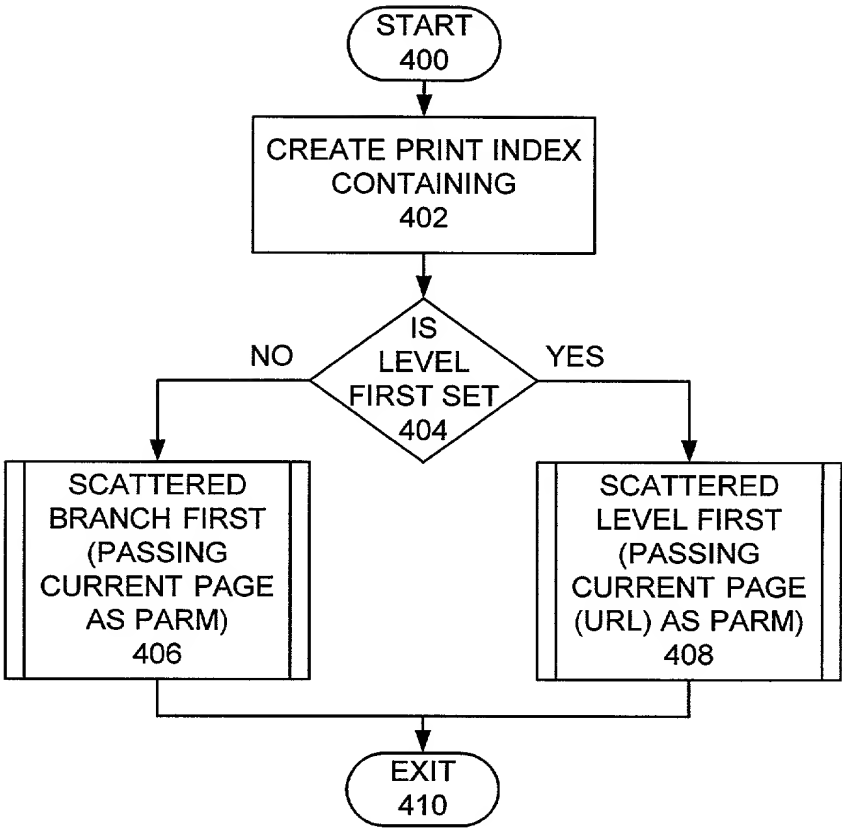 START
400
CREATE PRINT INDEX
CONTAINING
402
IS
LEVEL
FIRST SET
404
NO
YES
SCATTERED
BRANCH FIRST
(PASSING
CURRENT PAGE
AS PARM)
406
SCATTERED
LEVEL FIRST
(PASSING
CURRENT PAGE
(URL) AS PARM)
408
EXIT
410